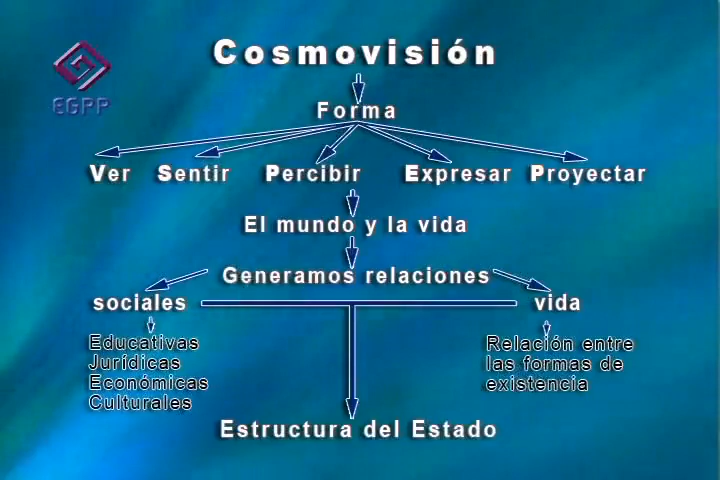 Cosmovisión
EGPP
Forma
Ver Sentir Percibir Expresar Proyectar
El mundo y la vida
Generamos relaciones
sociales vida
Educativas
Jurídicas
Económicas
Culturales
Relación entre
las formas de
existencia
Estructura del Estado